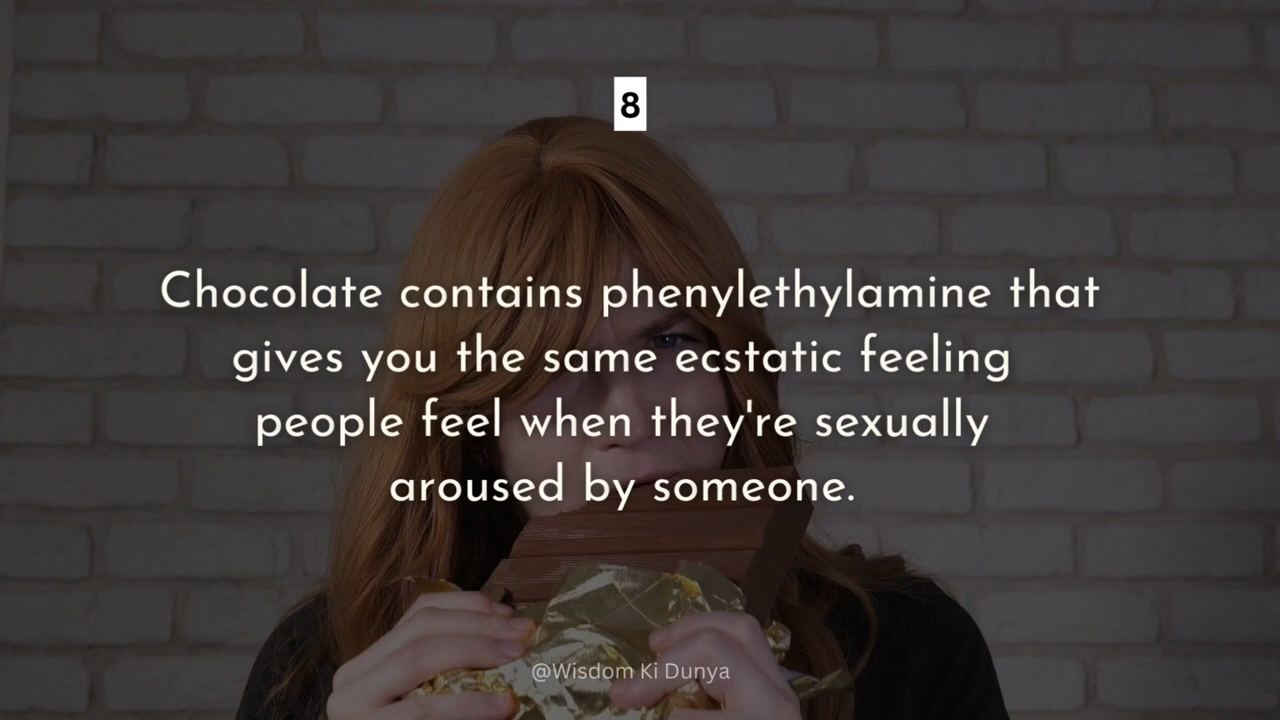 8
Chocolate contains phenylethylamine that
gives you the same ecstatic feeling
people feel when they're sexually
aroused by someone.
@Wisdom Ki Dunya